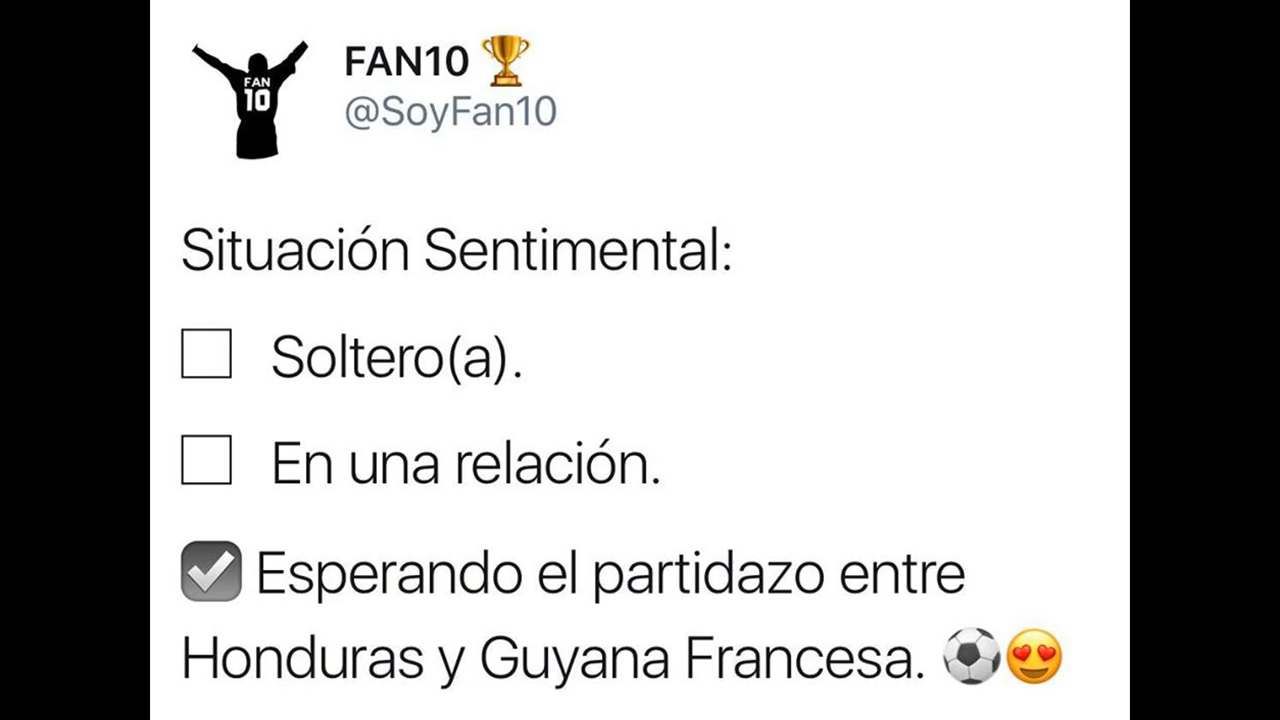 FAN
10
FAN10 🏆
@SoyFan10
Situación Sentimental:
☐ Soltero(a).
☐ En una relación.
☑ Esperando el partidazo entre
Honduras y Guyana Francesa. ⚽😍